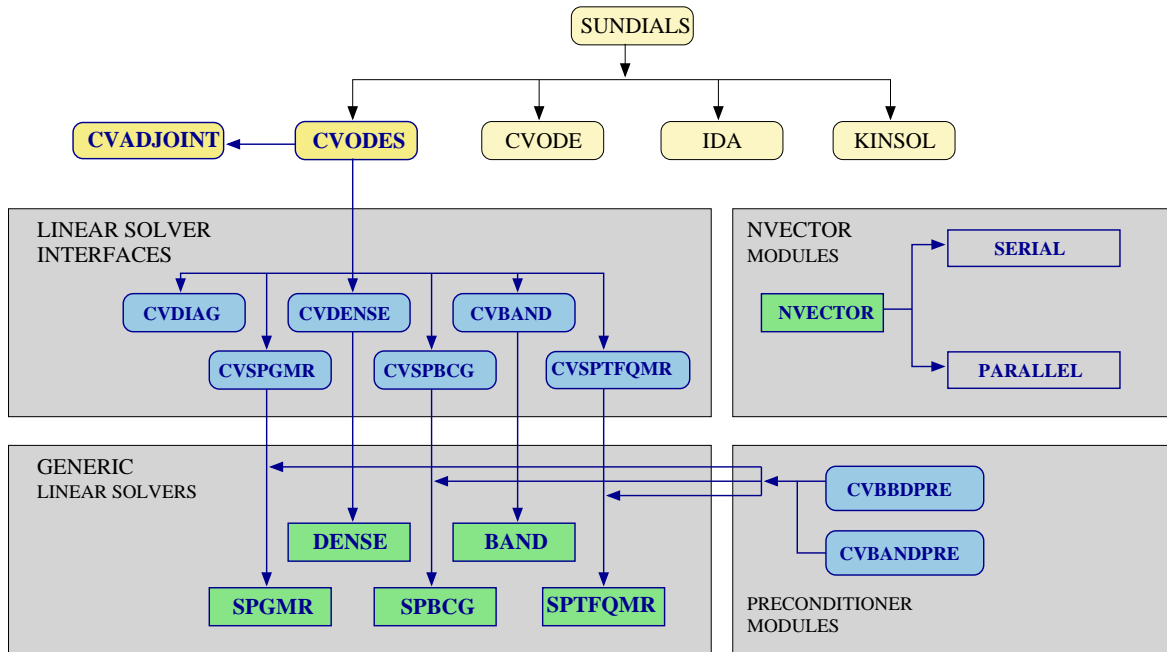 SUNDIALS
CVADJOINT
CVODES
CVODE
IDA
KINSOL
LINEAR SOLVER
INTERFACES
CVDIAG
CVDENSE
CVBAND
CVSPGMR
CVSPBCG
CVSPTFQMR
NVECTOR
MODULES
SERIAL
NVECTOR
PARALLEL
GENERIC
LINEAR SOLVERS
DENSE
BAND
SPGMR
SPBCG
SPTFQMR
CVBBDPRE
CVBANDPRE
PRECONDITIONER
MODULES